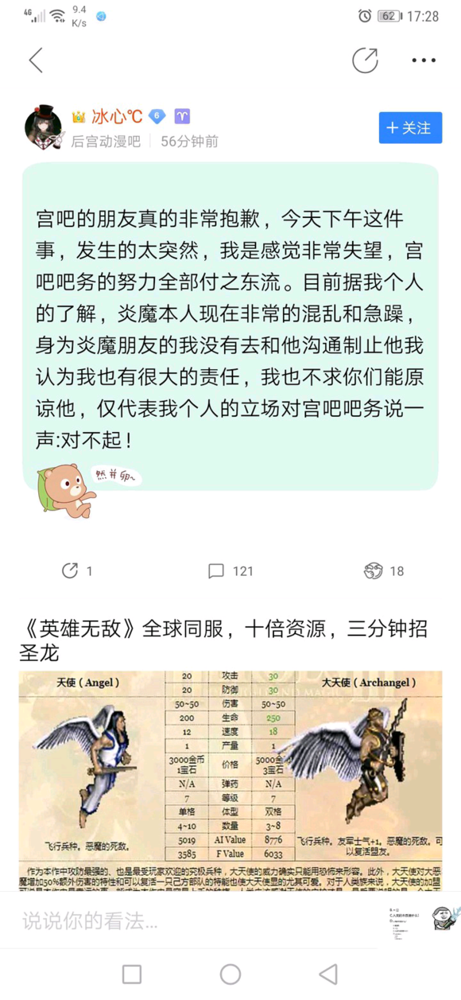 4G 9.4 K/s 62 17:28
冰心℃ 6
后宫动漫吧 56分钟前
+关注
宫吧的朋友真的非常抱歉，今天下午这件
事，发生的太突然，我是感觉非常失望，宫
吧吧务的努力全部付之东流。目前据我个人
的了解，炎魔本人现在非常的混乱和急躁，
身为炎魔朋友的我没有去和他沟通制止他我
认为我也有很大的责任，我也不求你们能原
谅他，仅代表我个人的立场对宫吧吧务说一
声:对不起！
然并卵~
1 121 18
《英雄无敌》全球同服，十倍资源，三分钟招
圣龙
天使（Angel）
大天使（Archangel）
20 攻击 30
20 防御 30
50~50 伤害 50~50
200 生命 250
12 速度 18
1 产量 1
3000金币 1宝石 价格 5000金 3宝石
N/A 弹药 N/A
7 等级 7
单格 体型 双格
4~10 数量 3~8
5019 AI Value 8776
3585 F Value 6033
飞行兵种。恶魔的死敌。
飞行兵种。友军士气+1。恶魔的死敌。可
以复活盟友。
作为本作中攻防最强的、也是最受玩家欢迎的究极兵种，大天使的威力确实只能用恐怖来形容。此外，大天使对大恶
魔增加50%额外伤害的特性和可以复活一只己方部队的特能也使大天使显的尤其可爱。对于人类族来说，大天使的加盟
说说你的看法...